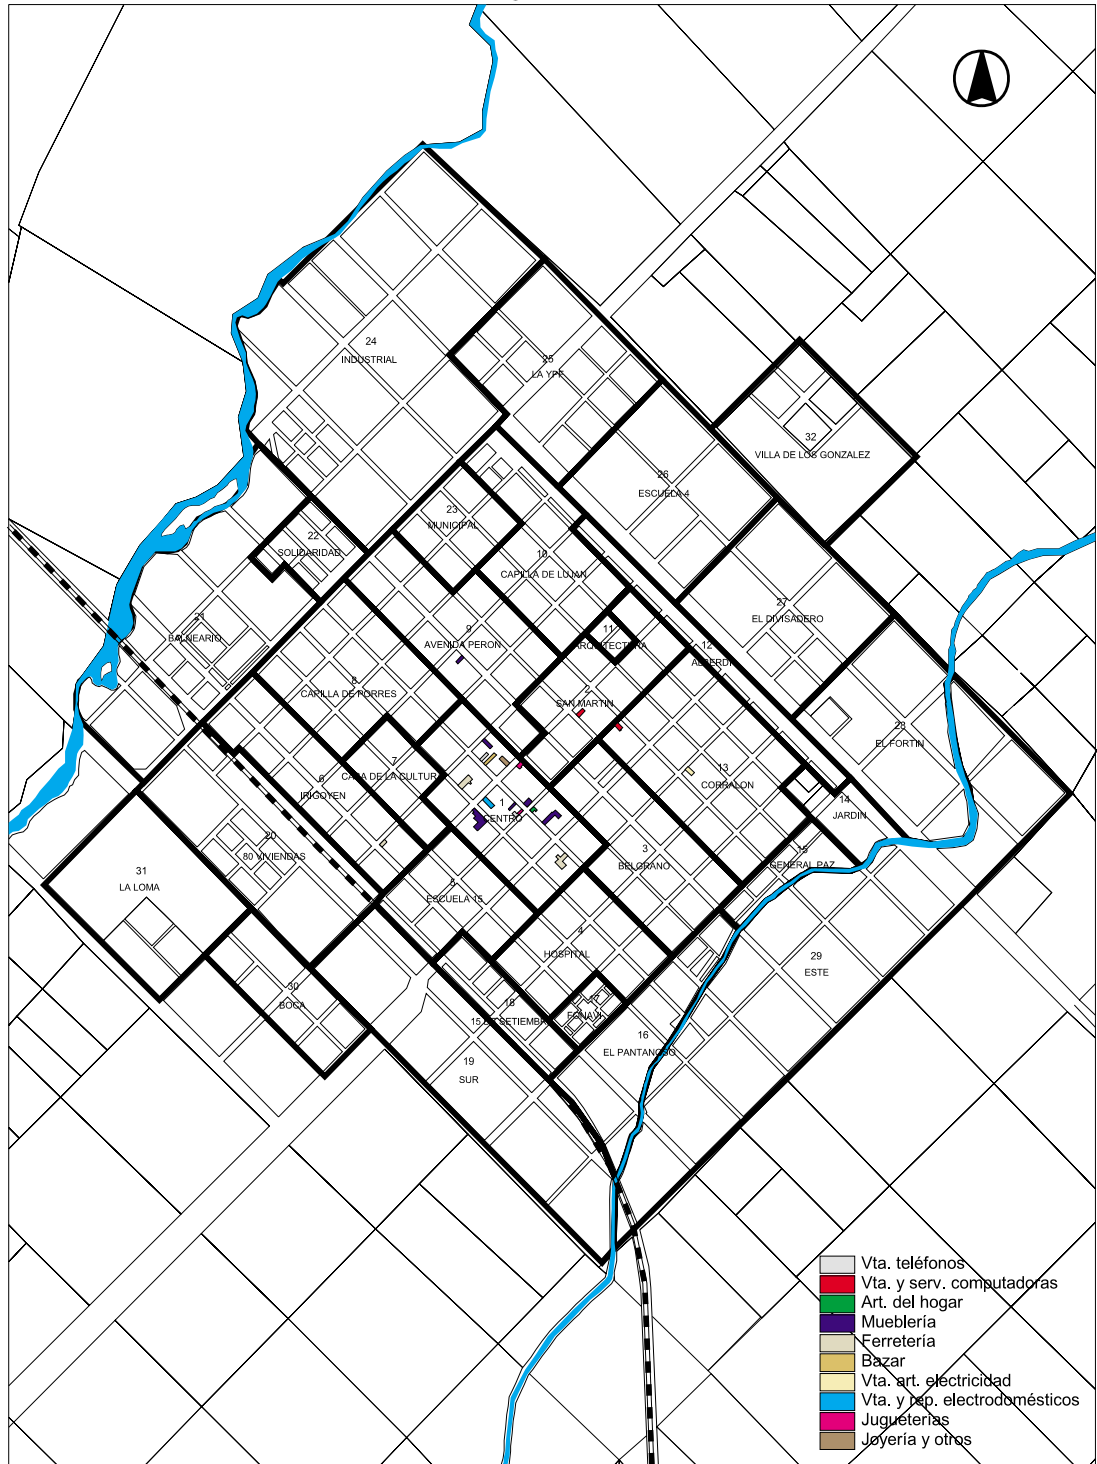 24
INDUSTRIAL
25
LA YPF
32
VILLA DE LOS GONZALEZ
26
ESCUELA 4
23
MUNICIPAL
22
SOLIDARIDAD
10
CAPILLA DE LUJAN
27
EL DIVISADERO
21
BALNEARIO
9
AVENIDA PERON
11
ARQUITECTURA
12
ALBERDI
8
CAPILLA DE PORRES
2
SAN MARTIN
28
EL FORTIN
7
CASA DE LA CULTURA
6
IRIGOYEN
13
CORRALON
1
CENTRO
14
JARDIN
20
80 VIVIENDAS
3
BELGRANO
15
GENERAL PAZ
31
LA LOMA
5
ESCUELA 15
4
HOSPITAL
29
ESTE
30
BOCA
18
15 DE SETIEMBRE
FONAVI
16
EL PANTANOSO
19
SUR
Vta. teléfonos
Vta. y serv. computadoras
Art. del hogar
Mueblería
Ferretería
Bazar
Vta. art. electricidad
Vta. y rep. electrodomésticos
Jugueterías
Joyería y otros